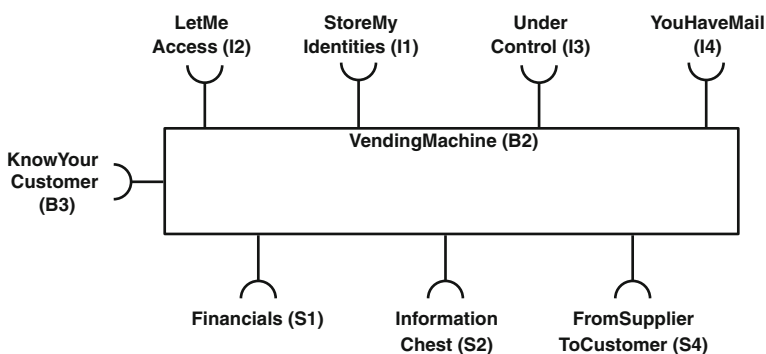 LetMe
Access (I2)
StoreMy
Identities (I1)
Under
Control (I3)
YouHaveMail
(I4)
VendingMachine (B2)
KnowYour
Customer
(B3)
Financials (S1)
Information
Chest (S2)
FromSupplier
ToCustomer (S4)